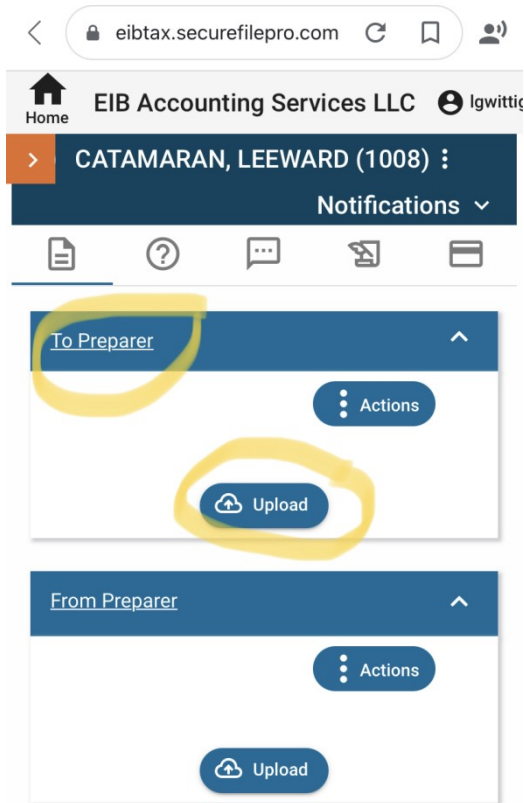 eibtax.securefilepro.com
Home EIB Accounting Services LLC lgwittig
CATAMARAN, LEEWARD (1008)
Notifications
To Preparer
Actions
Upload
From Preparer
Actions
Upload